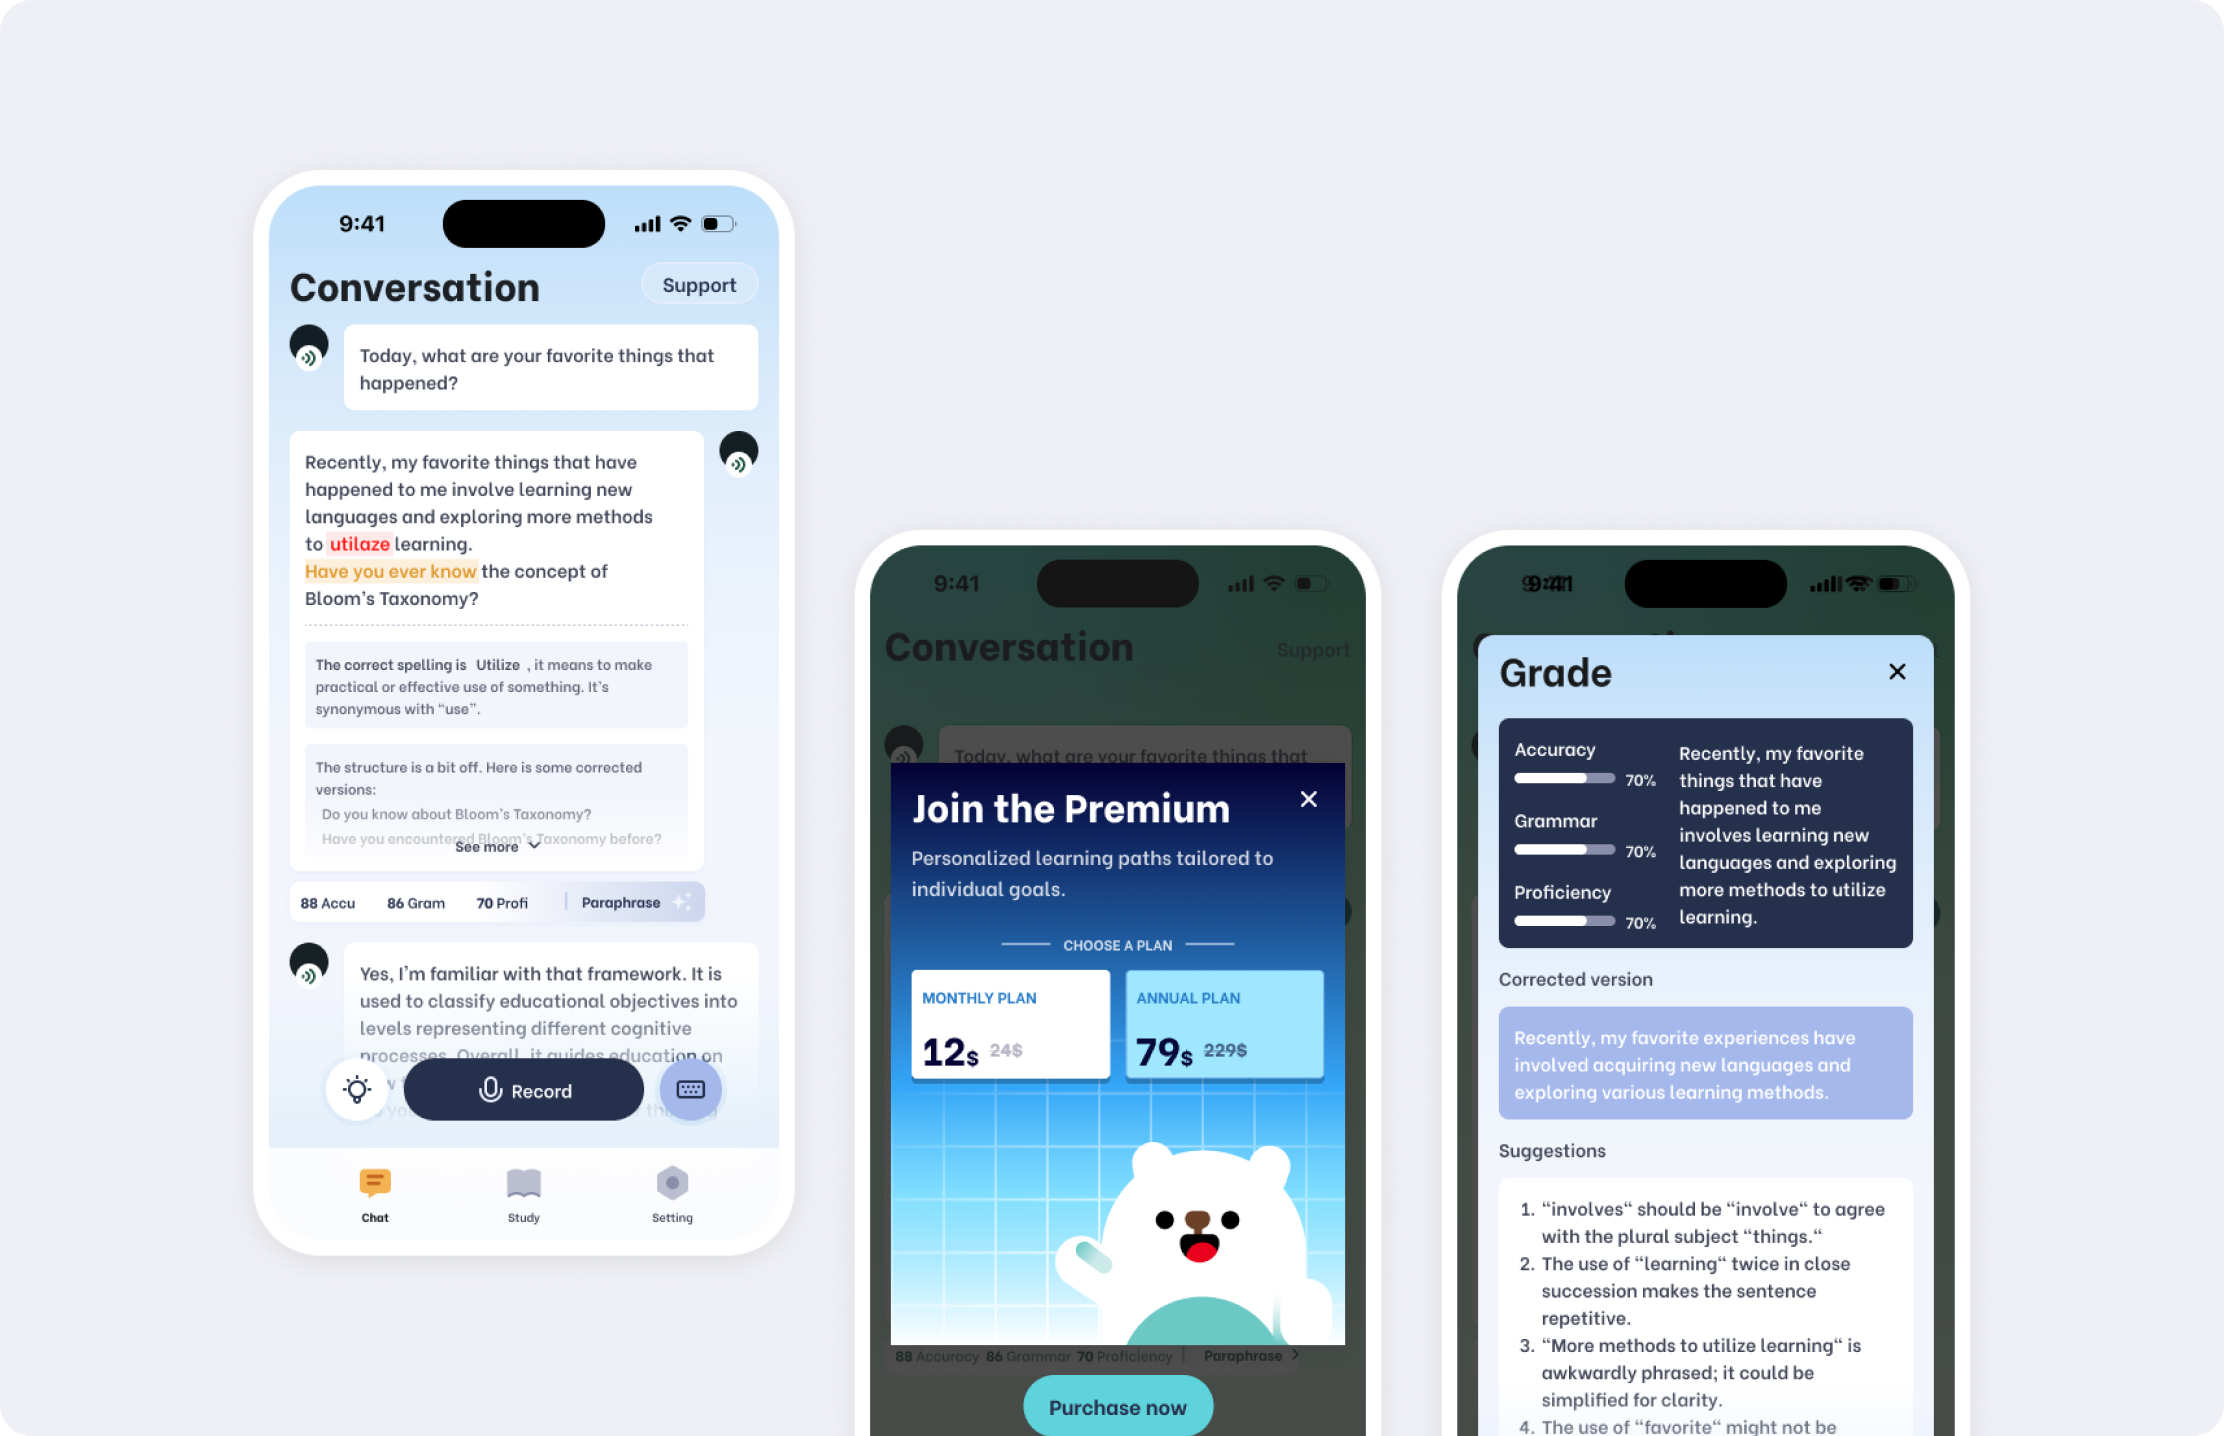 9:41
Conversation
Support
Today, what are your favorite things that
happened?
Recently, my favorite things that have
happened to me involve learning new
languages and exploring more methods
to utilaze learning.
Have you ever know the concept of
Bloom's Taxonomy?
The correct spelling is Utilize , it means to make
practical or effective use of something. It's
synonymous with “use”.
The structure is a bit off. Here is some corrected
versions:
Do you know about Bloom's Taxonomy?
Have you encountered Bloom's Taxonomy before?
See more
88 Accu 86 Gram 70 Profi Paraphrase
Yes, I'm familiar with that framework. It is
used to classify educational objectives into
levels representing different cognitive
processes. Overall, it guides education on
Record
Chat
Study
Setting
9:41
Conversation
Support
Today, what are your favorite things that
Join the Premium
Personalized learning paths tailored to
individual goals.
CHOOSE A PLAN
MONTHLY PLAN
12$ 24$
ANNUAL PLAN
79$ 229$
88 Accuracy 86 Grammar 70 Proficiency Paraphrase
Purchase now
9:41
Grade
Accuracy
70%
Grammar
70%
Proficiency
70%
Recently, my favorite
things that have
happened to me
involves learning new
languages and exploring
more methods to utilize
learning.
Corrected version
Recently, my favorite experiences have
involved acquiring new languages and
exploring various learning methods.
Suggestions
1. “involves“ should be “involve“ to agree
with the plural subject “things.“
2. The use of “learning“ twice in close
succession makes the sentence
repetitive.
3. “More methods to utilize learning“ is
awkwardly phrased; it could be
simplified for clarity.
4. The use of “favorite“ might not be